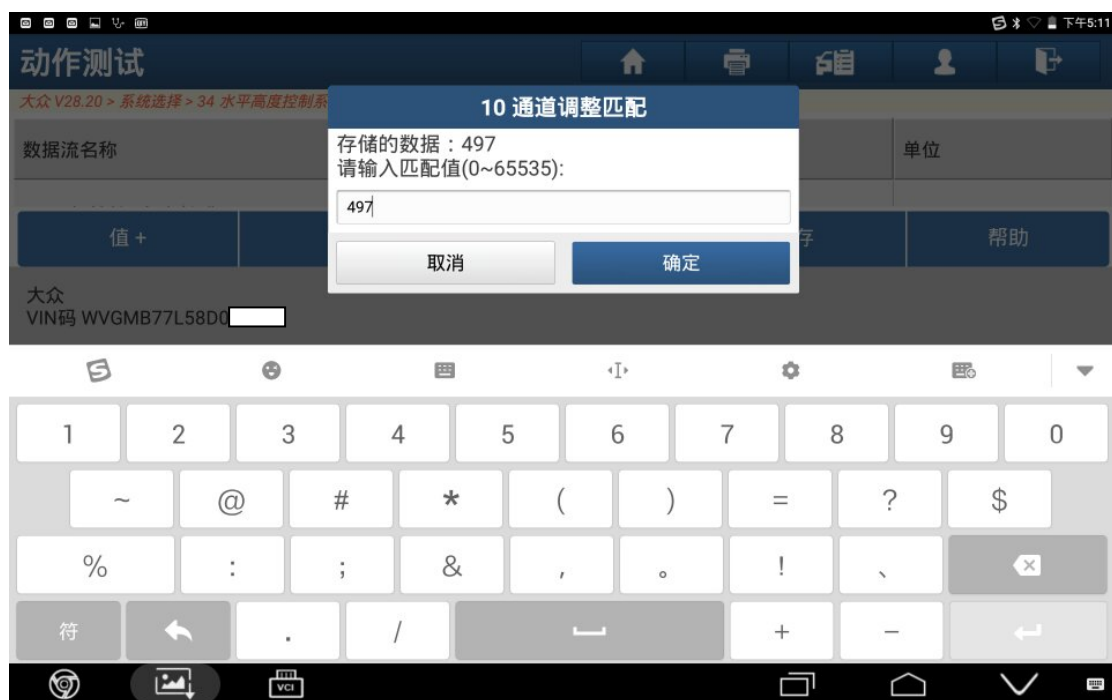 下午5:11
动作测试
大众 V28.20 > 系统选择 > 34 水平高度控制系
10 通道调整匹配
数据流名称
存储的数据：497
请输入匹配值(0~65535):
单位
497
值 +
存
帮助
取消
确定
大众
VIN码 WVGMB77L58D0
1 2 3 4 5 6 7 8 9 0
~ @ # * ( ) = ? $
% : ; & , 。 ! 、
符 . / + −
VCI